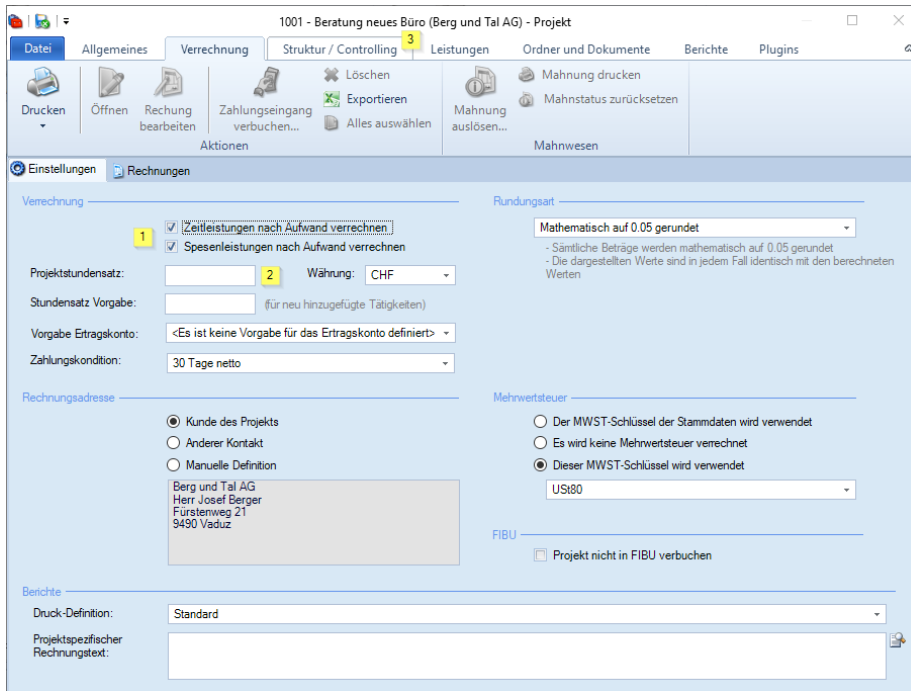 1001 - Beratung neues Büro (Berg und Tal AG) - Projekt
Datei Allgemeines Verrechnung Struktur / Controlling 3 Leistungen Ordner und Dokumente Berichte Plugins
Drucken
Öffnen
Rechung bearbeiten
Zahlungseingang verbuchen...
Löschen
Exportieren
Alles auswählen
Aktionen
Mahnung auslösen...
Mahnung drucken
Mahnstatus zurücksetzen
Mahnwesen
Einstellungen Rechnungen
Verrechnung
1
Zeitleistungen nach Aufwand verrechnen
Spesenleistungen nach Aufwand verrechnen
Projektstundensatz: 2 Währung: CHF
Stundensatz Vorgabe: (für neu hinzugefügte Tätigkeiten)
Vorgabe Ertragskonto: <Es ist keine Vorgabe für das Ertragskonto definiert>
Zahlungskondition: 30 Tage netto
Rundungsart
Mathematisch auf 0.05 gerundet
- Sämtliche Beträge werden mathematisch auf 0.05 gerundet
- Die dargestellten Werte sind in jedem Fall identisch mit den berechneten
Werten
Rechnungsadresse
Kunde des Projekts
Anderer Kontakt
Manuelle Definition
Berg und Tal AG
Herr Josef Berger
Fürstenweg 21
9490 Vaduz
Mehrwertsteuer
Der MWST-Schlüssel der Stammdaten wird verwendet
Es wird keine Mehrwertsteuer verrechnet
Dieser MWST-Schlüssel wird verwendet
USt80
FIBU
Projekt nicht in FIBU verbuchen
Berichte
Druck-Definition: Standard
Projektspezifischer
Rechnungstext: